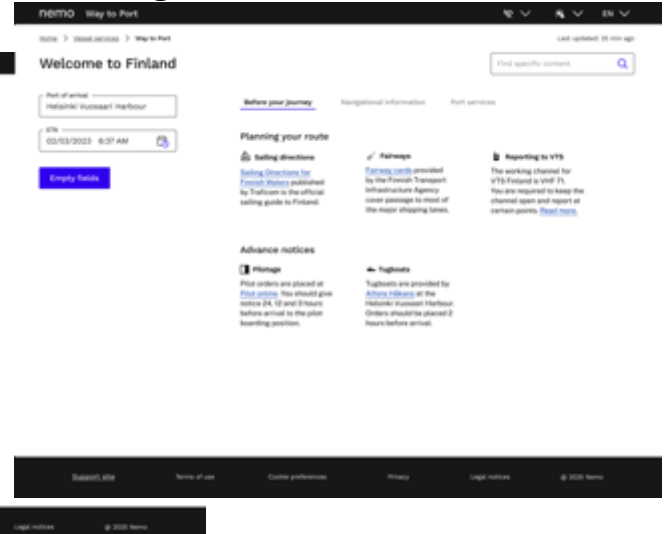 nemo Way to Port EN
Home > Vessel services > Way to Port
Last updated: 35 min ago
Welcome to Finland
Find specific content
Port of arrival
Helsinki Vuosaari Harbour
ETA
02/03/2023 6:37 AM
Empty fields
Before your journey Navigational information Port services
Planning your route
Sailing directions
Sailing Directions for
Finnish Waters published
by Traficom is the official
sailing guide to Finland.
Fairways
Fairway cards provided
by the Finnish Transport
Infrastructure Agency
cover passage to most of
the major shipping lanes.
Reporting to VTS
The working channel for
VTS Finland is VHF 71.
You are required to keep the
channel open and report at
certain points. Read more.
Advance notices
Pilotage
Pilot orders are placed at
Pilot online. You should give
notice 24, 12 and 3 hours
before arrival to the pilot
boarding position.
Tugboats
Tugboats are provided by
Alfons Håkans at the
Helsinki Vuosaari Harbour.
Orders should be placed 2
hours before arrival.
Support site Terms of use Cookie preferences Privacy Legal notices @ 2025 Nemo
Legal notices @ 2025 Nemo